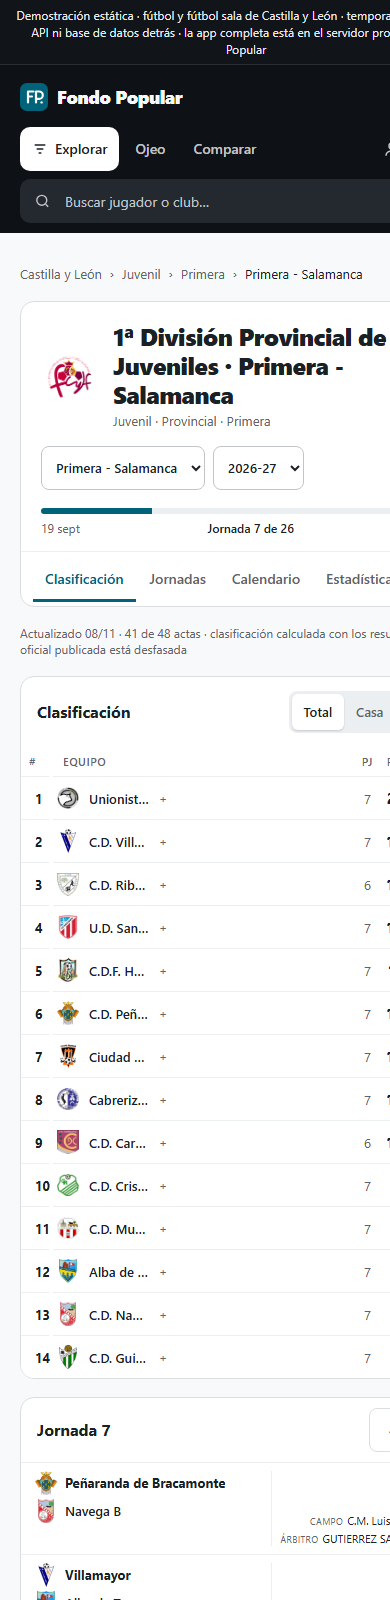 Demostración estática · fútbol y fútbol sala de Castilla y León · tempora
API ni base de datos detrás · la app completa está en el servidor pro
Popular
FP. Fondo Popular
Explorar Ojeo Comparar
Buscar jugador o club...
Castilla y León › Juvenil › Primera › Primera - Salamanca
1ª División Provincial de
Juveniles · Primera -
Salamanca
Juvenil · Provincial · Primera
Primera - Salamanca 2026-27
19 sept Jornada 7 de 26
Clasificación Jornadas Calendario Estadística
Actualizado 08/11 · 41 de 48 actas · clasificación calculada con los resu
oficial publicada está desfasada
Clasificación Total Casa
# EQUIPO PJ
1 Unionist... + 7
2 C.D. Vill... + 7
3 C.D. Rib... + 6
4 U.D. San... + 7
5 C.D.F. H... + 7
6 C.D. Peñ... + 7
7 Ciudad ... + 7
8 Cabreriz... + 7
9 C.D. Car... + 6
10 C.D. Cris... + 7
11 C.D. Mu... + 7
12 Alba de ... + 7
13 C.D. Na... + 7
14 C.D. Gui... + 7
Jornada 7
Peñaranda de Bracamonte
Navega B
CAMPO C.M. Luis
ÁRBITRO GUTIERREZ SA
Villamayor